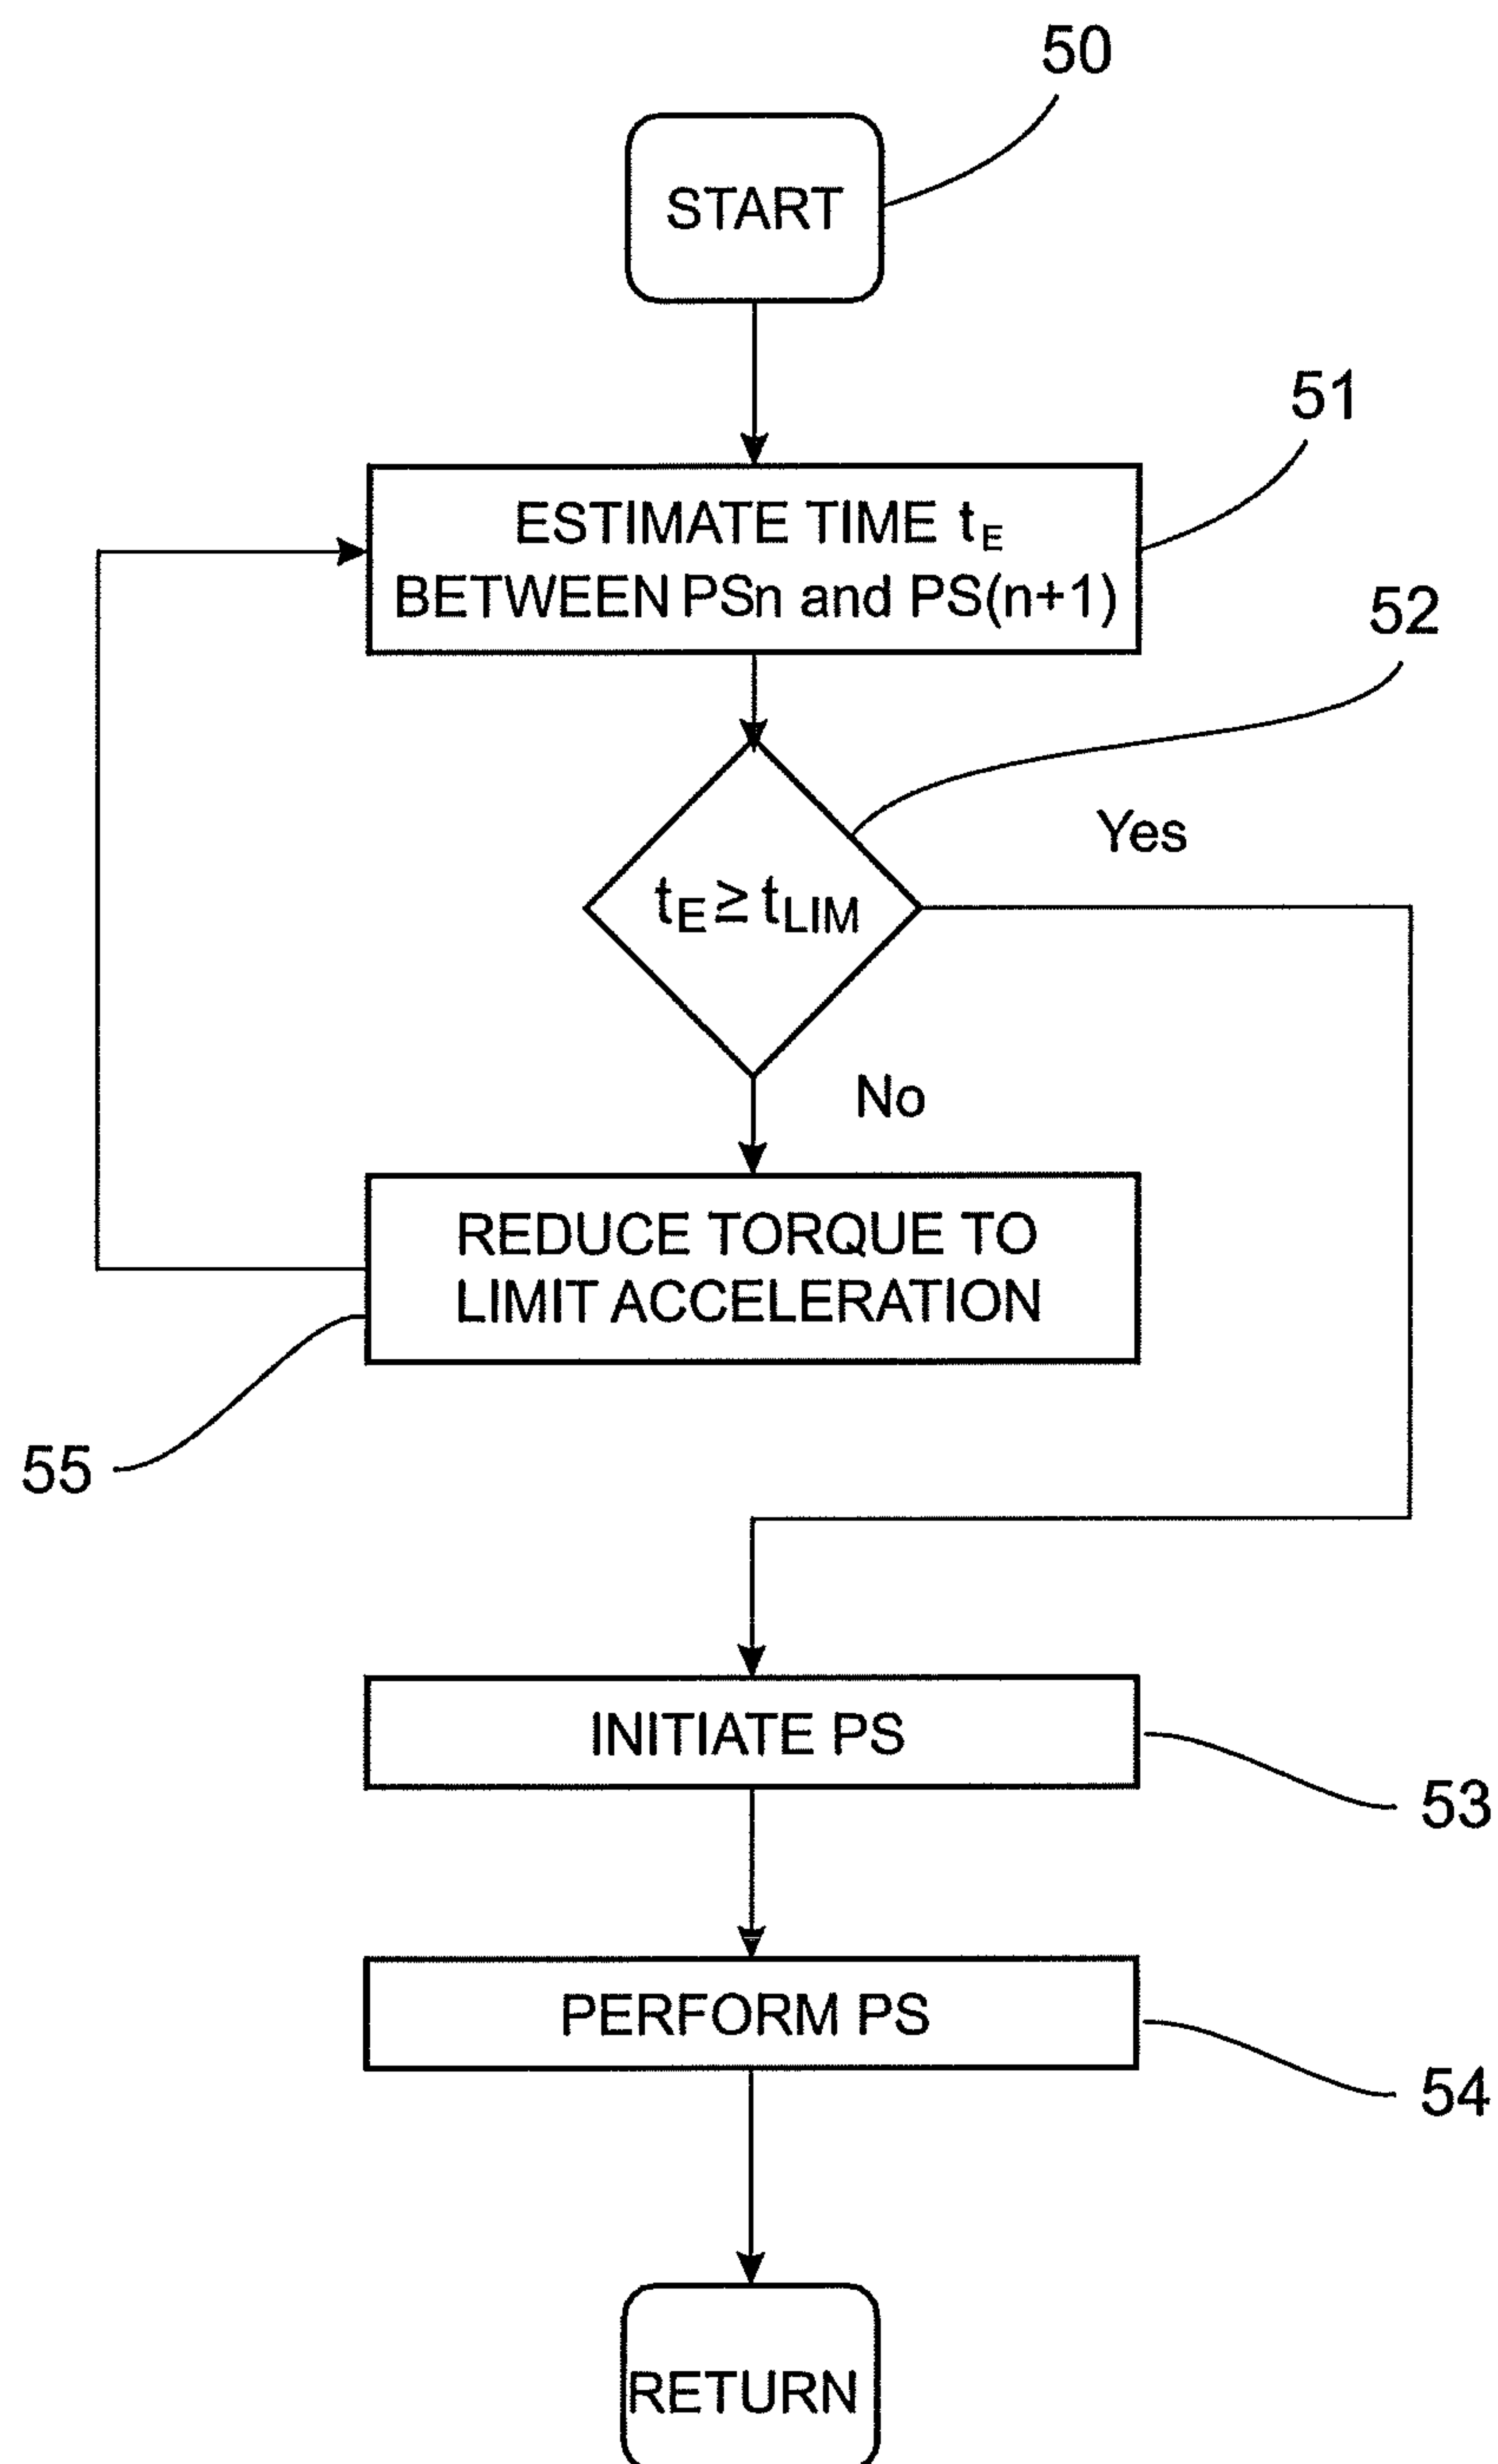 50
START
51
ESTIMATE TIME tE
BETWEEN PSn and PS(n+1)
52
Yes
tE ≥ tLIM
No
REDUCE TORQUE TO
LIMIT ACCELERATION
55
INITIATE PS
53
PERFORM PS
54
RETURN